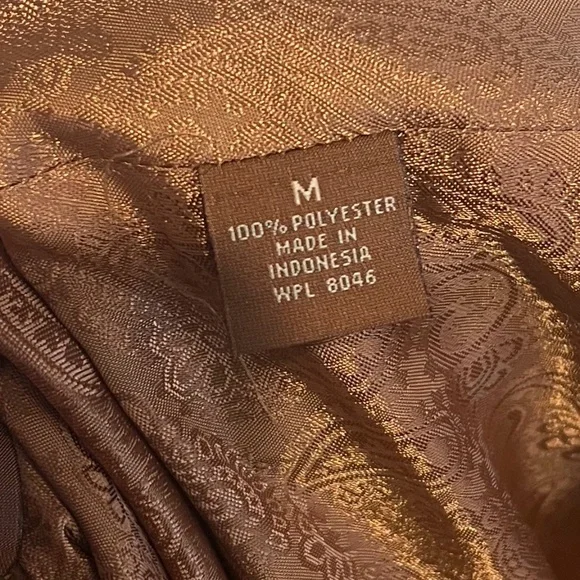 M
100% POLYESTER
MADE IN
INDONESIA
WPL 8046